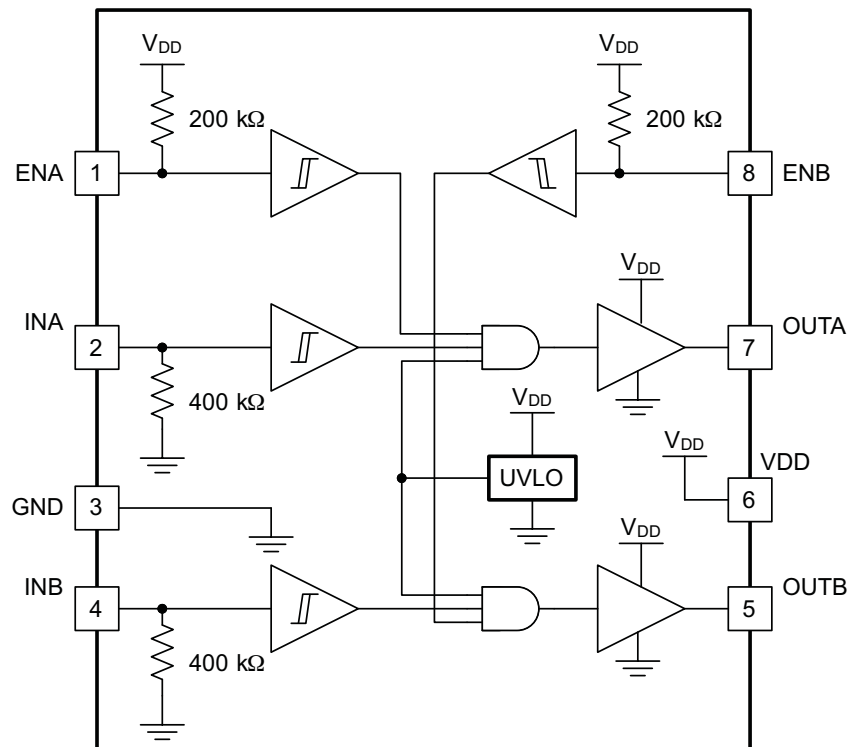 VDD
VDD
200 kΩ
200 kΩ
ENA
1
8
ENB
VDD
INA
OUTA
2
7
400 kΩ
VDD
VDD
VDD
UVLO
GND
3
6
VDD
INB
OUTB
4
5
400 kΩ